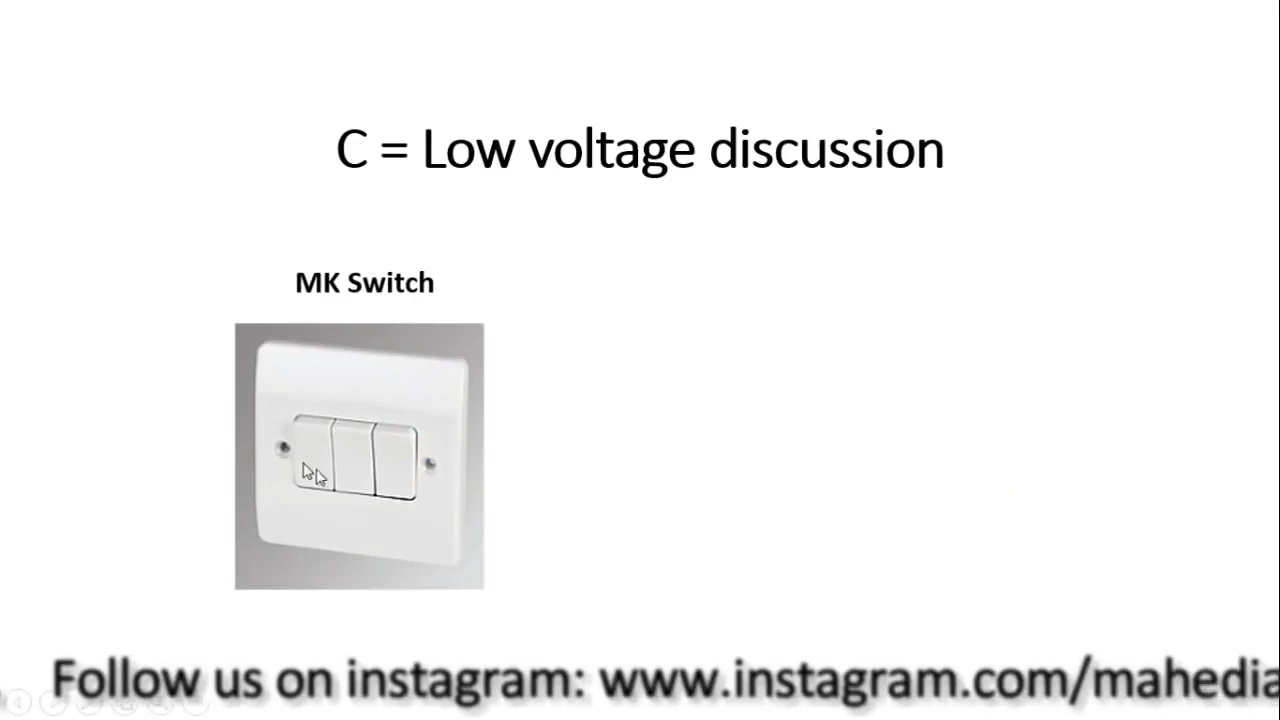 C = Low voltage discussion
MK Switch
Follow us on instagram: www.instagram.com/mahedia